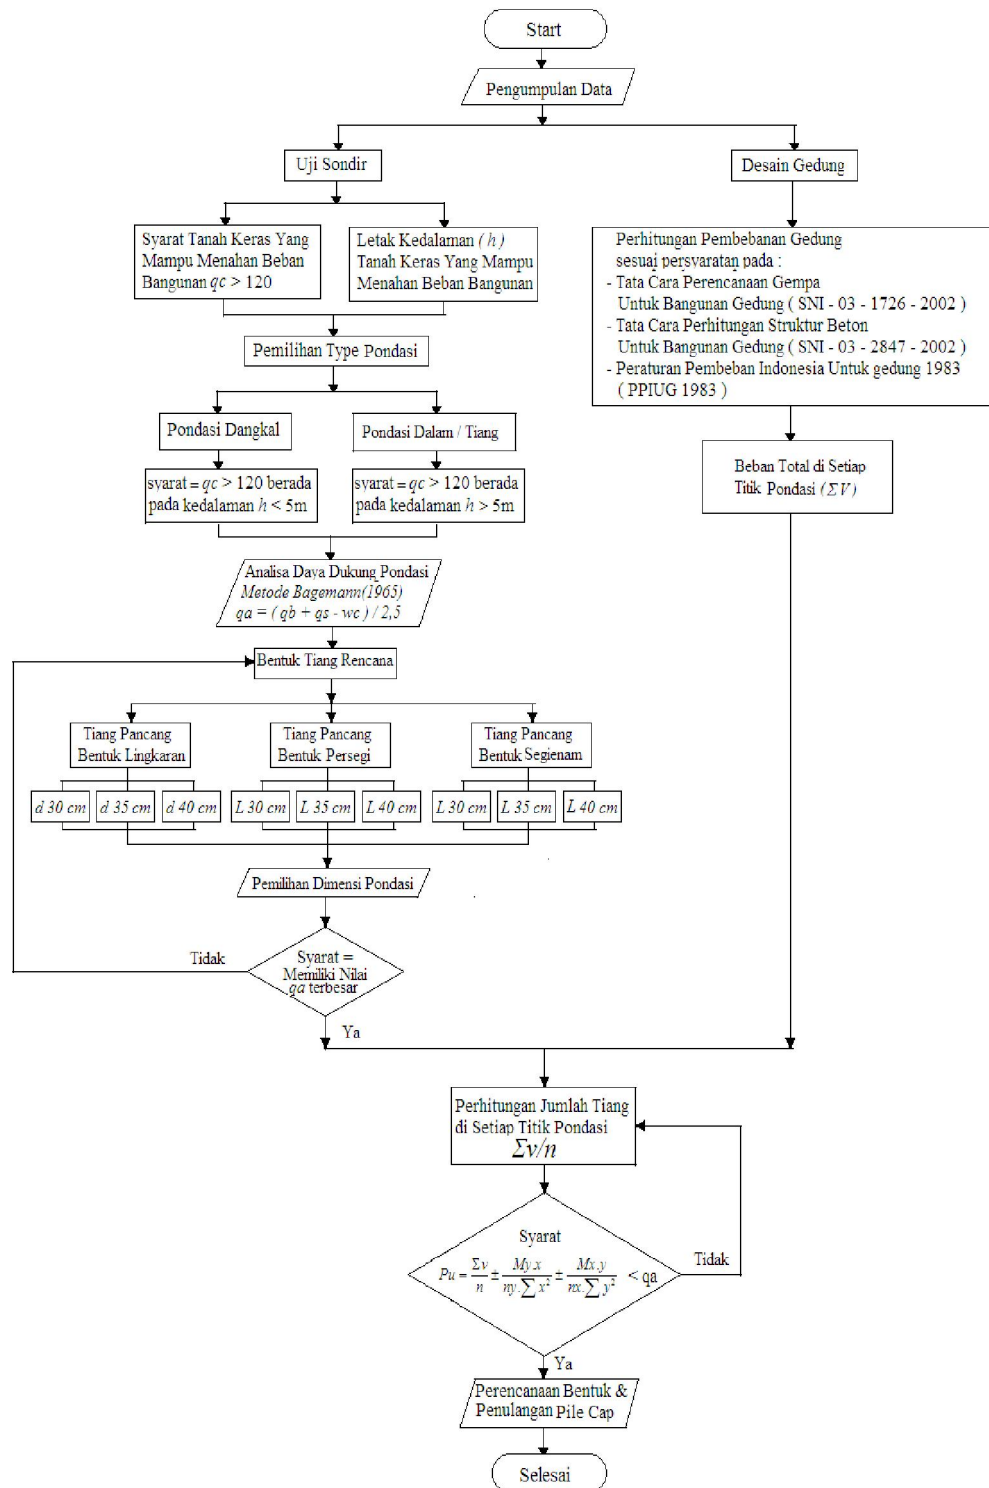 Start
Pengumpulan Data
Uji Sondir
Desain Gedung
Syarat Tanah Keras Yang
Mampu Menahan Beban
Bangunan qc > 120
Letak Kedalaman ( h )
Tanah Keras Yang Mampu
Menahan Beban Bangunan
Perhitungan Pembebanan Gedung
sesuai persyaratan pada :
- Tata Cara Perencanaan Gempa
Untuk Bangunan Gedung ( SNI - 03 - 1726 - 2002 )
- Tata Cara Perhitungan Struktur Beton
Untuk Bangunan Gedung ( SNI - 03 - 2847 - 2002 )
- Peraturan Pembeban Indonesia Untuk gedung 1983
( PPIUG 1983 )
Pemilihan Type Pondasi
Pondasi Dangkal
Pondasi Dalam / Tiang
syarat = qc > 120 berada
pada kedalaman h < 5m
syarat = qc > 120 berada
pada kedalaman h > 5m
Beban Total di Setiap
Titik Pondasi (ΣV)
Analisa Daya Dukung Pondasi
Metode Bagemann(1965)
qa = ( qb + qs - wc ) / 2,5
Bentuk Tiang Rencana
Tiang Pancang
Bentuk Lingkaran
Tiang Pancang
Bentuk Persegi
Tiang Pancang
Bentuk Segienam
d 30 cm
d 35 cm
d 40 cm
L 30 cm
L 35 cm
L 40 cm
L 30 cm
L 35 cm
L 40 cm
Pemilihan Dimensi Pondasi
Tidak
Syarat =
Memiliki Nilai
qa terbesar
Ya
Perhitungan Jumlah Tiang
di Setiap Titik Pondasi
Σv/n
Syarat
Pu = Σv/n ± My.x/ny.∑x² ± Mx.y/nx.∑y² < qa
Tidak
Ya
Perencanaan Bentuk &
Penulangan Pile Cap
Selesai